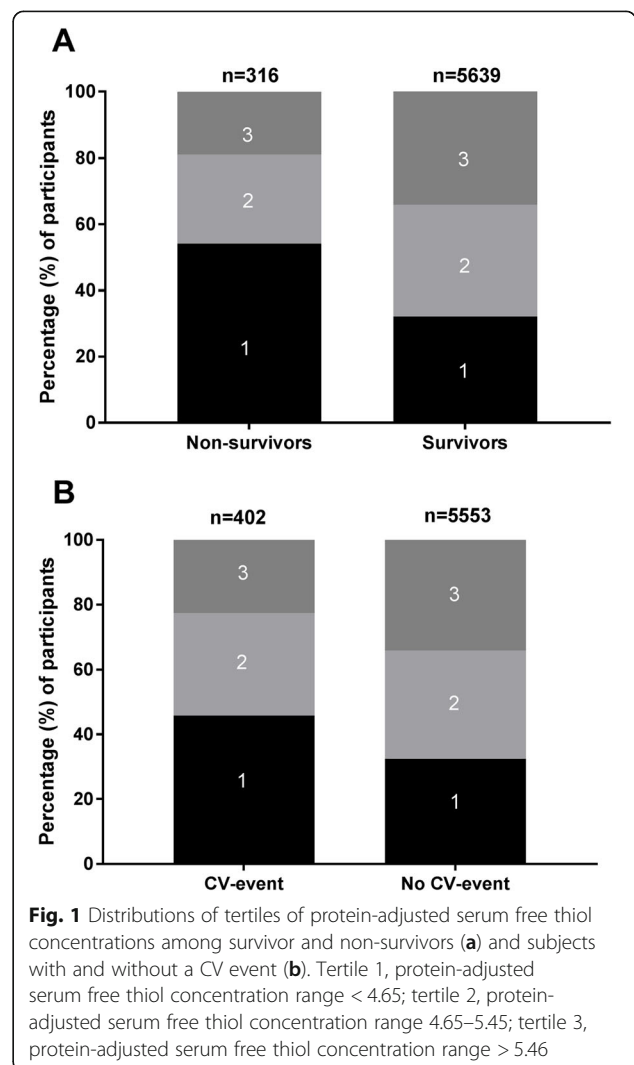 A
n=316
n=5639
Percentage (%) of participants
100
80
60
40
20
0
3
2
1
3
2
1
Non-survivors
Survivors
B
n=402
n=5553
Percentage (%) of participants
100
80
60
40
20
0
3
2
1
3
2
1
CV-event
No CV-event
Fig. 1 Distributions of tertiles of protein-adjusted serum free thiol
concentrations among survivor and non-survivors (a) and subjects
with and without a CV event (b). Tertile 1, protein-adjusted
serum free thiol concentration range < 4.65; tertile 2, protein-
adjusted serum free thiol concentration range 4.65–5.45; tertile 3,
protein-adjusted serum free thiol concentration range > 5.46